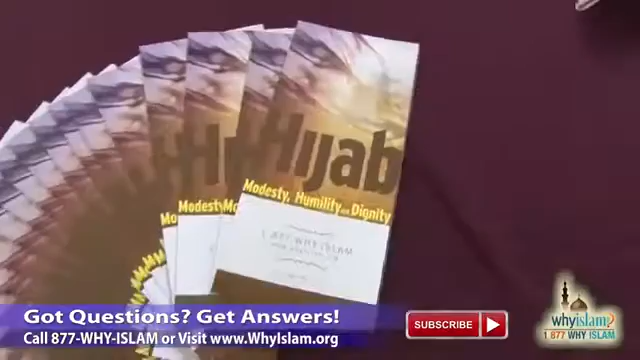 Hijab
Modesty, Humility AND Dignity
1 877 WHY ISLAM
Modesty
Got Questions? Get Answers!
Call 877-WHY-ISLAM or Visit www.WhyIslam.org
SUBSCRIBE
whyislam?
1 877 WHY ISLAM